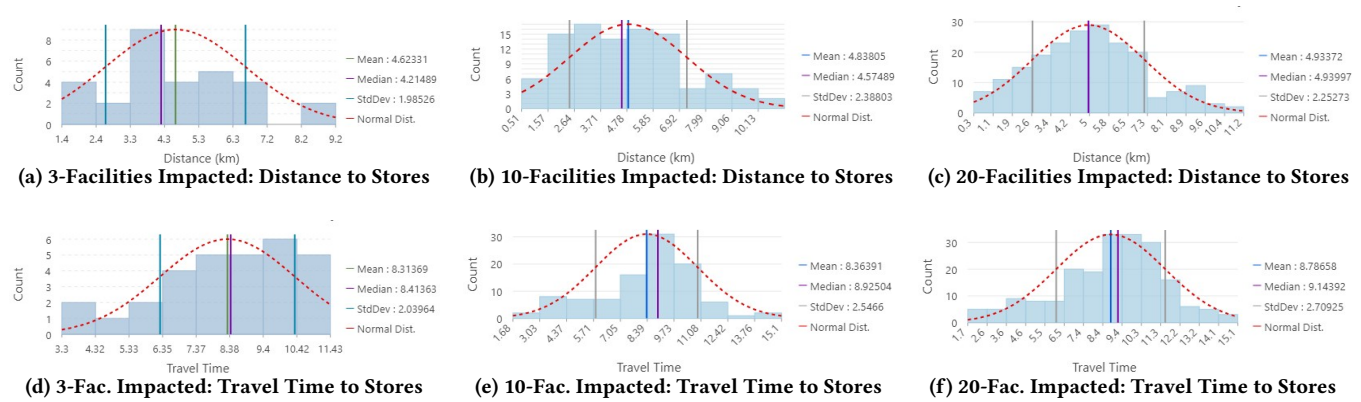 Count
8
6
4
2
0
1.4 2.4 3.3 4.3 5.3 6.3 7.2 8.2 9.2
Distance (km)
Mean : 4.62331
Median : 4.21489
StdDev : 1.98526
Normal Dist.
(a) 3-Facilities Impacted: Distance to Stores
Count
15
12
9
6
3
0
0.51 1.57 2.64 3.71 4.78 5.85 6.92 7.99 9.06 10.13
Distance (km)
Mean : 4.83805
Median : 4.57489
StdDev : 2.38803
Normal Dist.
(b) 10-Facilities Impacted: Distance to Stores
Count
30
20
10
0
0.3 1.1 1.9 2.6 3.4 4.2 5 5.8 6.5 7.3 8.1 8.9 9.6 10.4 11.2
Distance (km)
Mean : 4.93372
Median : 4.93997
StdDev : 2.25273
Normal Dist.
(c) 20-Facilities Impacted: Distance to Stores
Count
6
5
4
3
2
1
0
3.3 4.32 5.33 6.35 7.37 8.38 9.4 10.42 11.43
Travel Time
Mean : 8.31369
Median : 8.41363
StdDev : 2.03964
Normal Dist.
(d) 3-Fac. Impacted: Travel Time to Stores
Count
30
20
10
0
1.68 3.03 4.37 5.71 7.05 8.39 9.73 11.08 12.42 13.76 15.1
Travel Time
Mean : 8.36391
Median : 8.92504
StdDev : 2.5466
Normal Dist.
(e) 10-Fac. Impacted: Travel Time to Stores
Count
30
20
10
0
1.7 2.6 3.6 4.6 5.5 6.5 7.4 8.4 9.4 10.3 11.3 12.2 13.2 14.1 15.1
Travel Time
Mean : 8.78658
Median : 9.14392
StdDev : 2.70925
Normal Dist.
(f) 20-Fac. Impacted: Travel Time to Stores